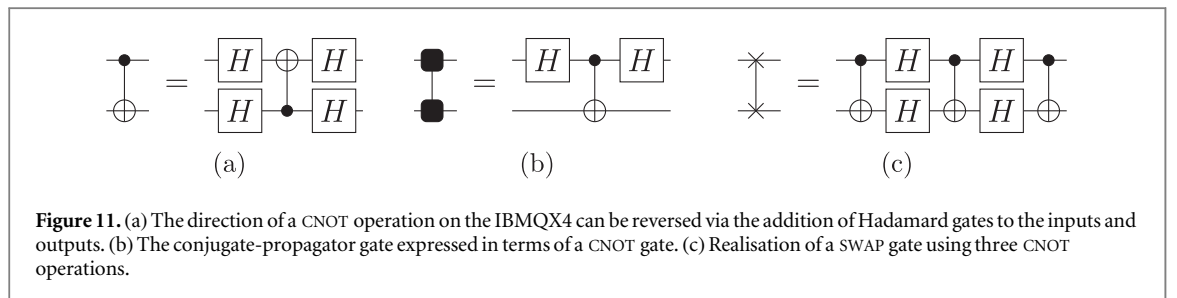 = H H = H H = H H
H H H H
(a) (b) (c)
Figure 11. (a) The direction of a CNOT operation on the IBMQX4 can be reversed via the addition of Hadamard gates to the inputs and
outputs. (b) The conjugate-propagator gate expressed in terms of a CNOT gate. (c) Realisation of a SWAP gate using three CNOT
operations.